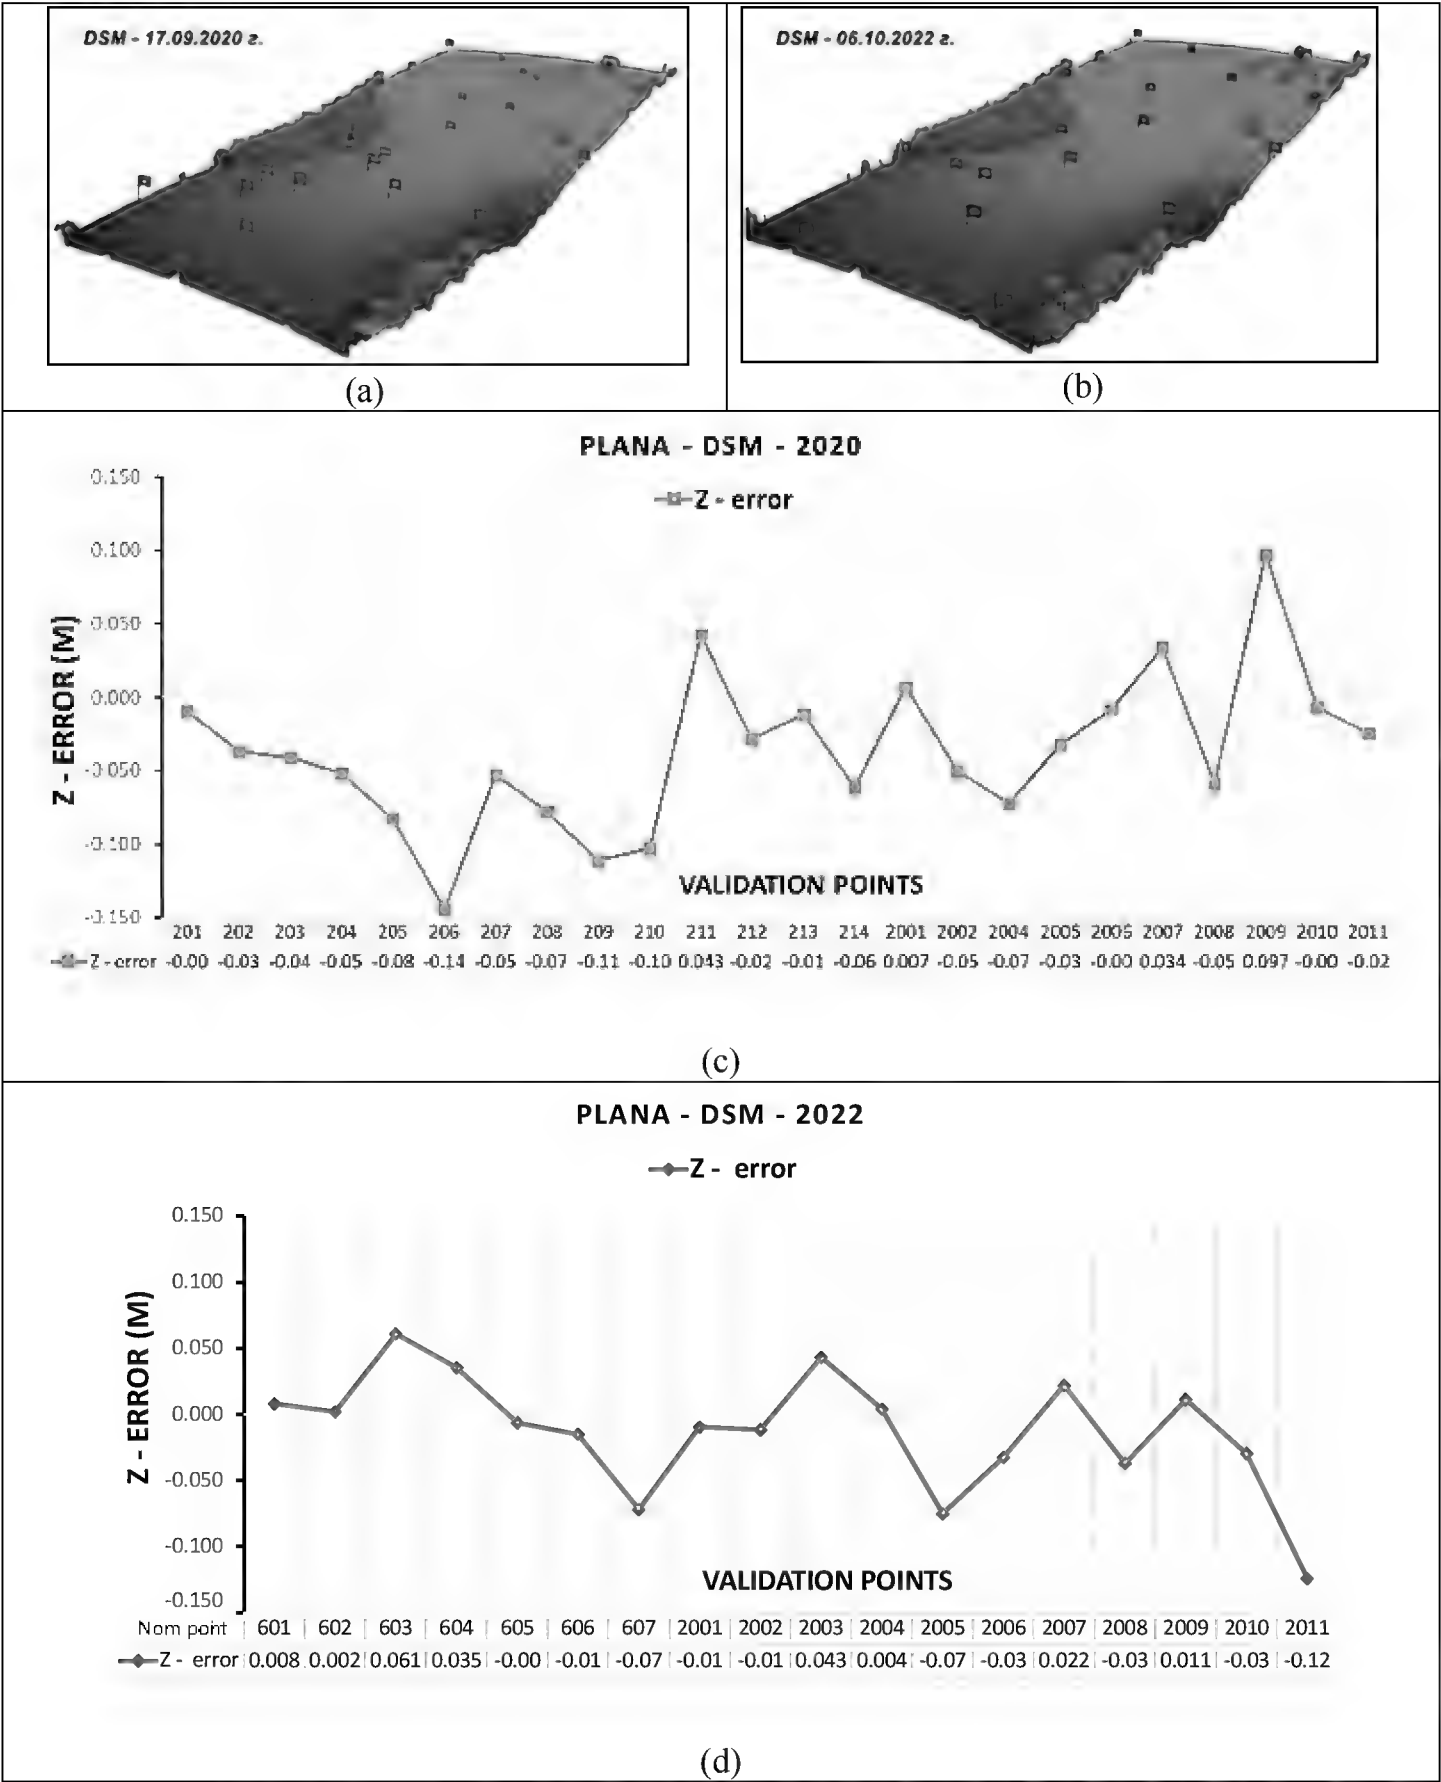 DSM - 17.09.2020 г.
DSM - 06.10.2022 г.
(a)
(b)
PLANA - DSM - 2020
Z - error
0.150
0.100
0.050
0.000
-0.050
-0.100
-0.150
Z - ERROR (M)
VALIDATION POINTS
201 202 203 204 205 206 207 208 209 210 211 212 213 214 2001 2002 2004 2005 2006 2007 2008 2009 2010 2011
Z - error -0.00 -0.03 -0.04 -0.05 -0.08 -0.14 -0.05 -0.07 -0.11 -0.10 0.043 -0.02 -0.01 -0.06 0.007 -0.05 -0.07 -0.03 -0.00 0.034 -0.05 0.097 -0.00 -0.02
(c)
PLANA - DSM - 2022
Z - error
0.150
0.100
0.050
0.000
-0.050
-0.100
-0.150
Z - ERROR (M)
VALIDATION POINTS
Nom point 601 602 603 604 605 606 607 2001 2002 2003 2004 2005 2006 2007 2008 2009 2010 2011
Z - error 0.008 0.002 0.061 0.035 -0.00 -0.01 -0.07 -0.01 -0.01 0.043 0.004 -0.07 -0.03 0.022 -0.03 0.011 -0.03 -0.12
(d)